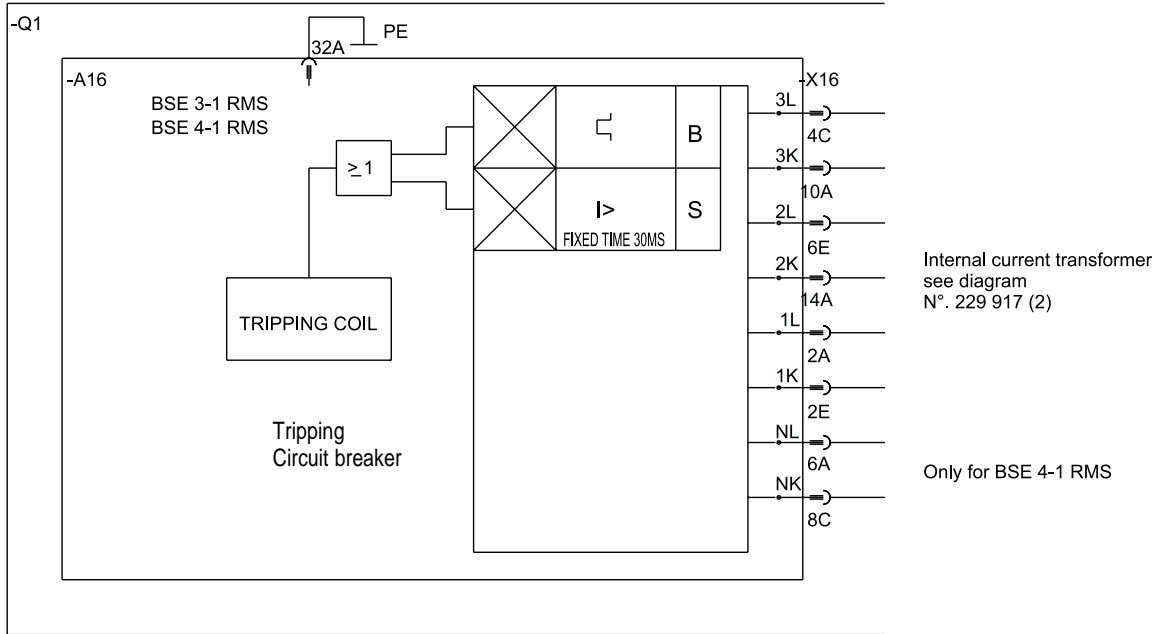 -Q1
PE
32A
-A16
-X16
BSE 3-1 RMS
BSE 4-1 RMS
3L
B
4C
≥1
3K
10A
I>
S
2L
FIXED TIME 30MS
6E
2K
14A
Internal current transformer
see diagram
N°. 229 917 (2)
TRIPPING COIL
1L
2A
1K
2E
Tripping
Circuit breaker
NL
6A
Only for BSE 4-1 RMS
NK
8C